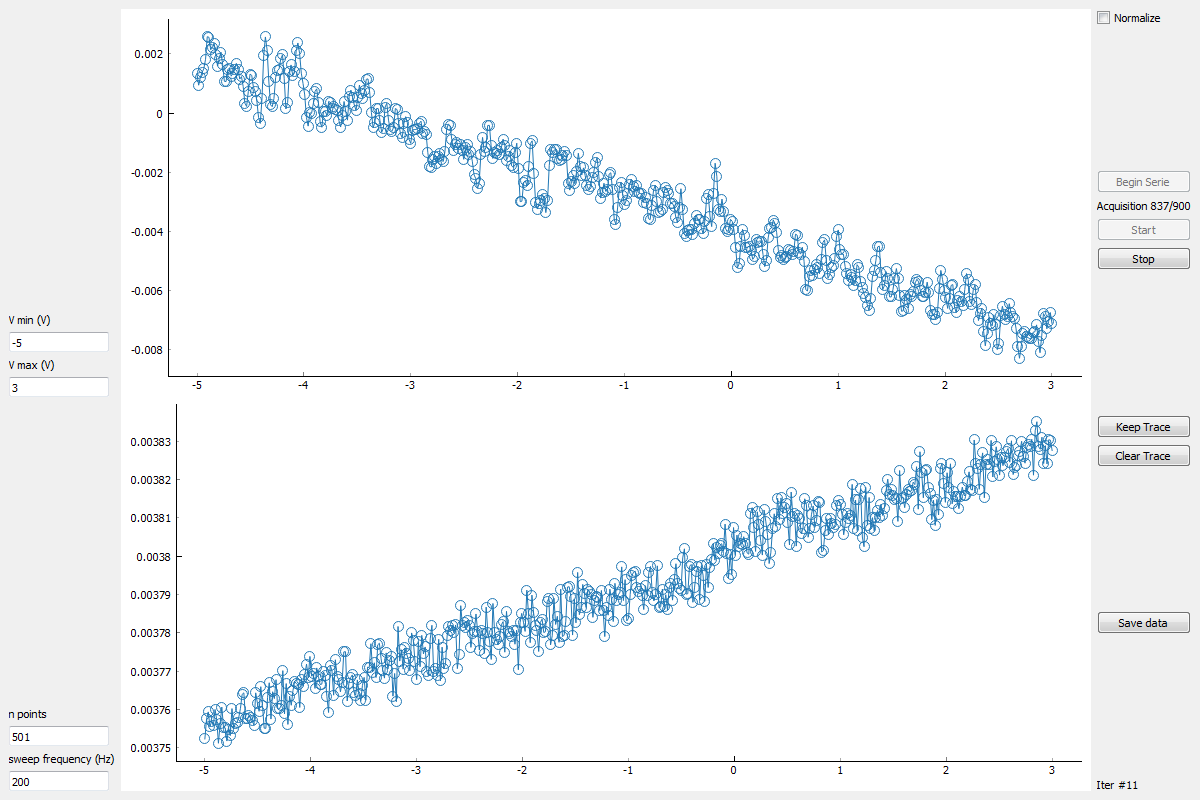 Normalize
0.002
0
-0.002
-0.004
-0.006
-0.008
-5 -4 -3 -2 -1 0 1 2 3
Begin Serie
Acquisition 837/900
Start
Stop
V min (V)
-5
V max (V)
3
0.00383
0.00382
0.00381
0.0038
0.00379
0.00378
0.00377
0.00376
0.00375
-5 -4 -3 -2 -1 0 1 2 3
Keep Trace
Clear Trace
Save data
n points
501
sweep frequency (Hz)
200
Iter #11